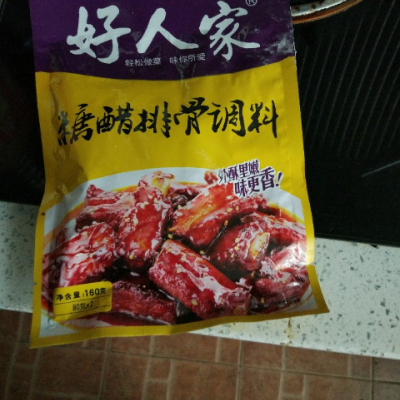 好人家®
轻松做菜 味你所爱
糖醋排骨调料
外酥里嫩
味更香!
净含量:160克